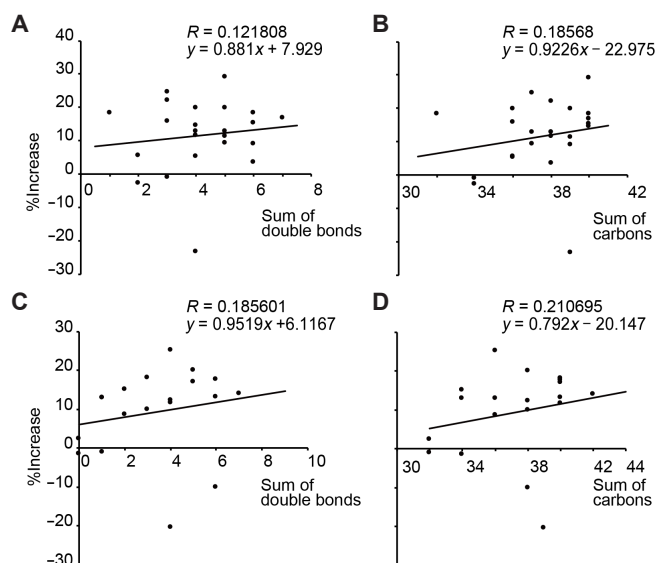 A
R = 0.121808
y = 0.881x + 7.929
40
30
20
10
0
−10
−20
−30
%Increase
0 2 4 6 8
Sum of
double bonds
B
R = 0.18568
y = 0.9226x − 22.975
30 34 38 42
Sum of
carbons
C
R = 0.185601
y = 0.9519x +6.1167
30
20
10
0
−10
−20
−30
%Increase
0 2 4 6 8 10
Sum of
double bonds
D
R = 0.210695
y = 0.792x − 20.147
30 34 38 42 44
Sum of
carbons